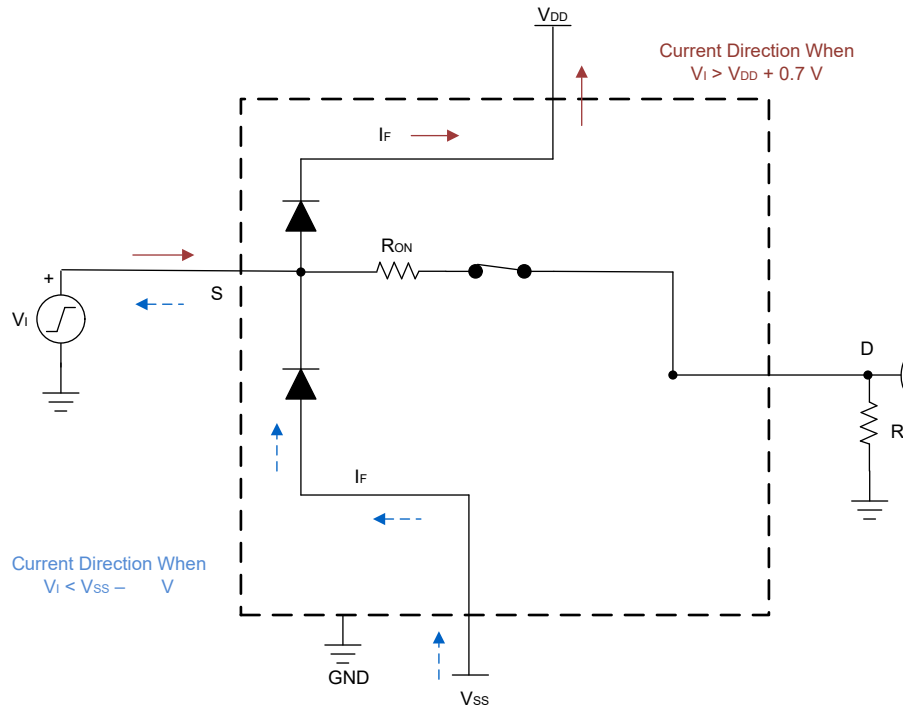 VDD
Current Direction When
VI > VDD + 0.7 V
IF
RON
+
S
VI
D
R
IF
Current Direction When
VI < VSS – V
GND
VSS